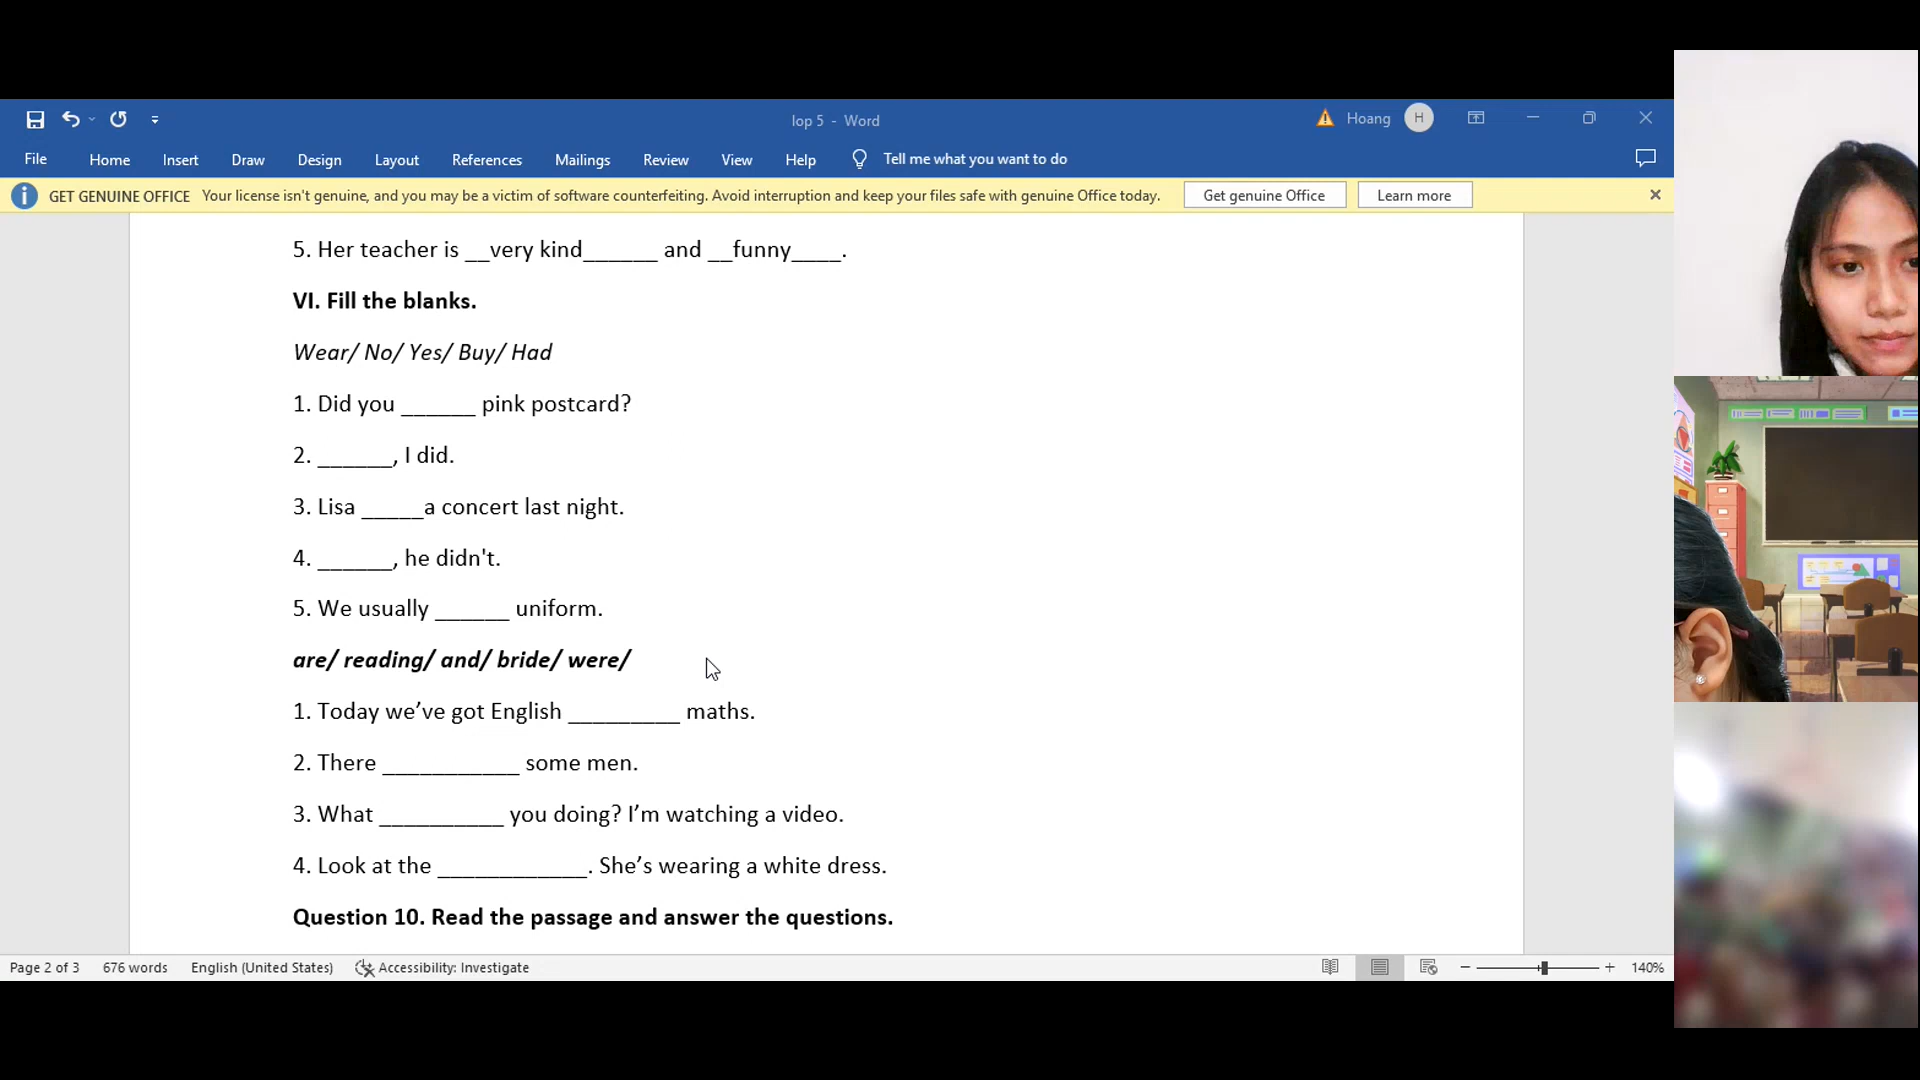 lop 5 - Word
Hoang
H
File Home Insert Draw Design Layout References Mailings Review View Help Tell me what you want to do
GET GENUINE OFFICE Your license isn't genuine, and you may be a victim of software counterfeiting. Avoid interruption and keep your files safe with genuine Office today. Get genuine Office Learn more
5. Her teacher is __very kind______ and __funny____.
VI. Fill the blanks.
Wear/ No/ Yes/ Buy/ Had
1. Did you ______ pink postcard?
2. ______, I did.
3. Lisa _____a concert last night.
4. ______, he didn't.
5. We usually ______ uniform.
are/ reading/ and/ bride/ were/
1. Today we’ve got English _________ maths.
2. There ___________ some men.
3. What __________ you doing? I’m watching a video.
4. Look at the ____________. She’s wearing a white dress.
Question 10. Read the passage and answer the questions.
Page 2 of 3 676 words English (United States) Accessibility: Investigate 140%